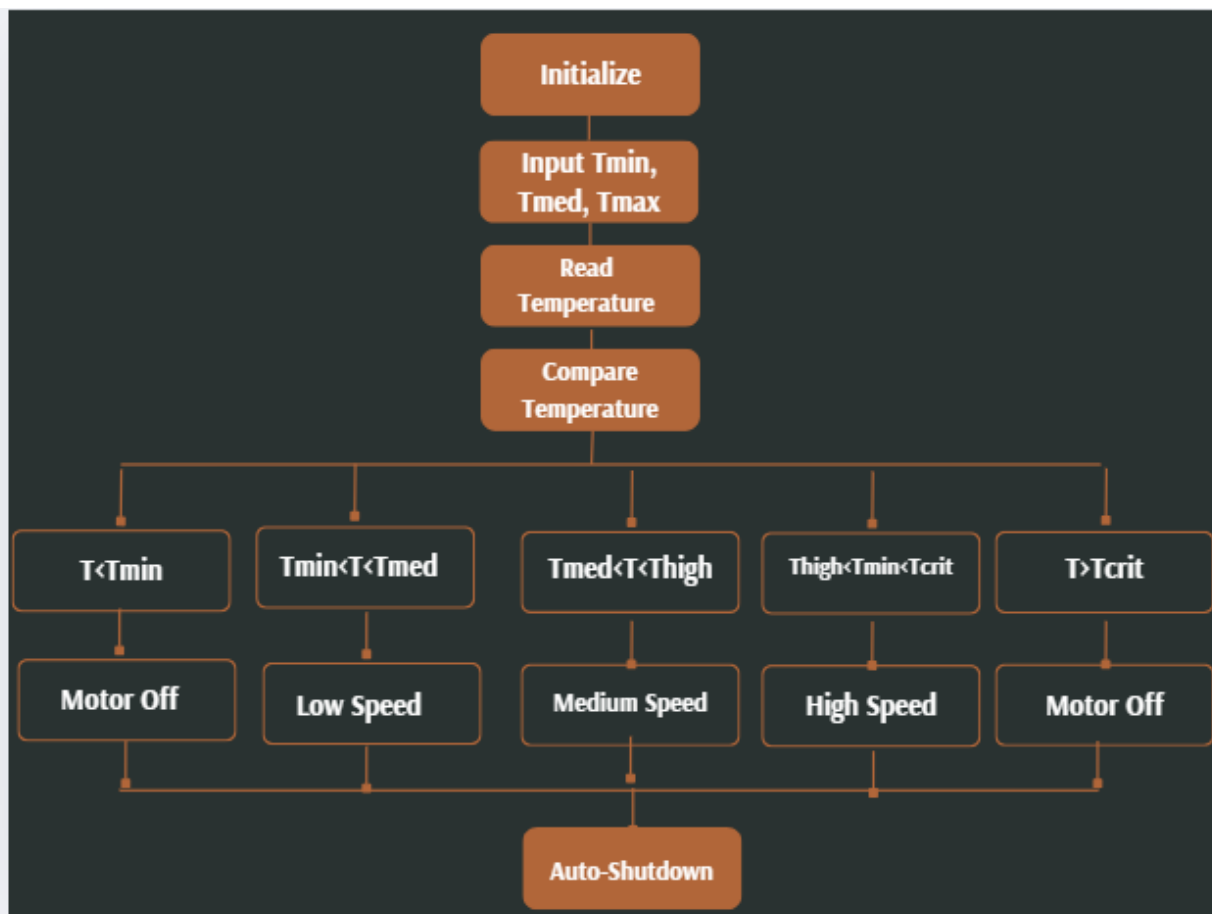 Initialize
Input Tmin,
Tmed, Tmax
Read
Temperature
Compare
Temperature
T<Tmin
Tmin<T<Tmed
Tmed<T<Thigh
Thigh<Tmin<Tcrit
T>Tcrit
Motor Off
Low Speed
Medium Speed
High Speed
Motor Off
Auto-Shutdown